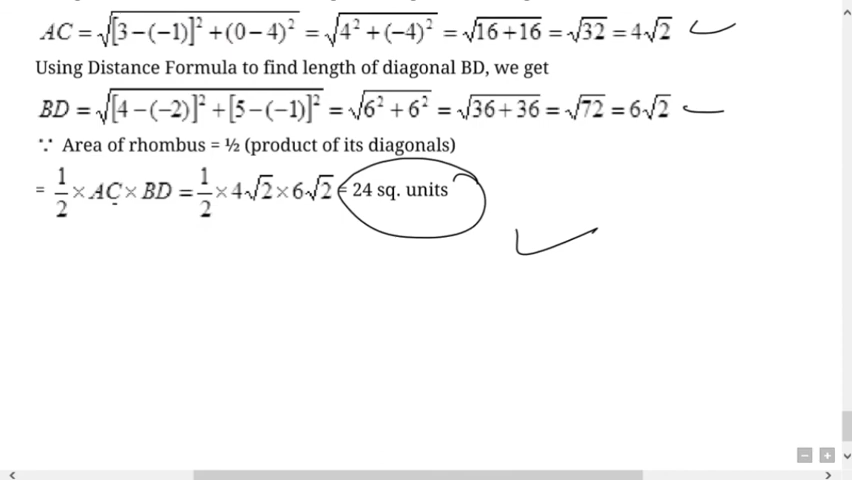 AC = √[3−(−1)]² + (0−4)² = √4² + (−4)² = √16+16 = √32 = 4√2
Using Distance Formula to find length of diagonal BD, we get
BD = √[4−(−2)]² + [5−(−1)]² = √6² + 6² = √36+36 = √72 = 6√2
∵ Area of rhombus = ½ (product of its diagonals)
= 1/2 × AC × BD = 1/2 × 4√2 × 6√2 = 24 sq. units